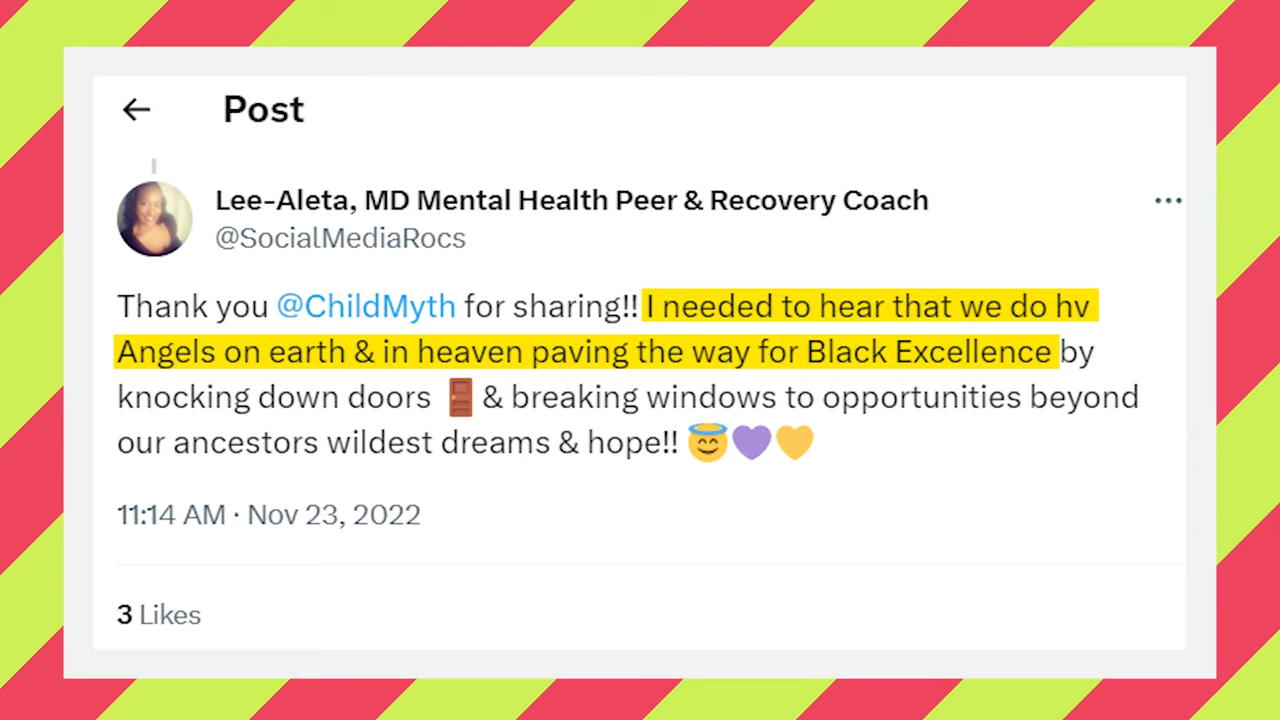 Post
Lee-Aleta, MD Mental Health Peer & Recovery Coach
@SocialMediaRocs
Thank you @ChildMyth for sharing!! I needed to hear that we do hv
Angels on earth & in heaven paving the way for Black Excellence by
knocking down doors 🚪 & breaking windows to opportunities beyond
our ancestors wildest dreams & hope!! 😇💜💛
11:14 AM · Nov 23, 2022
3 Likes